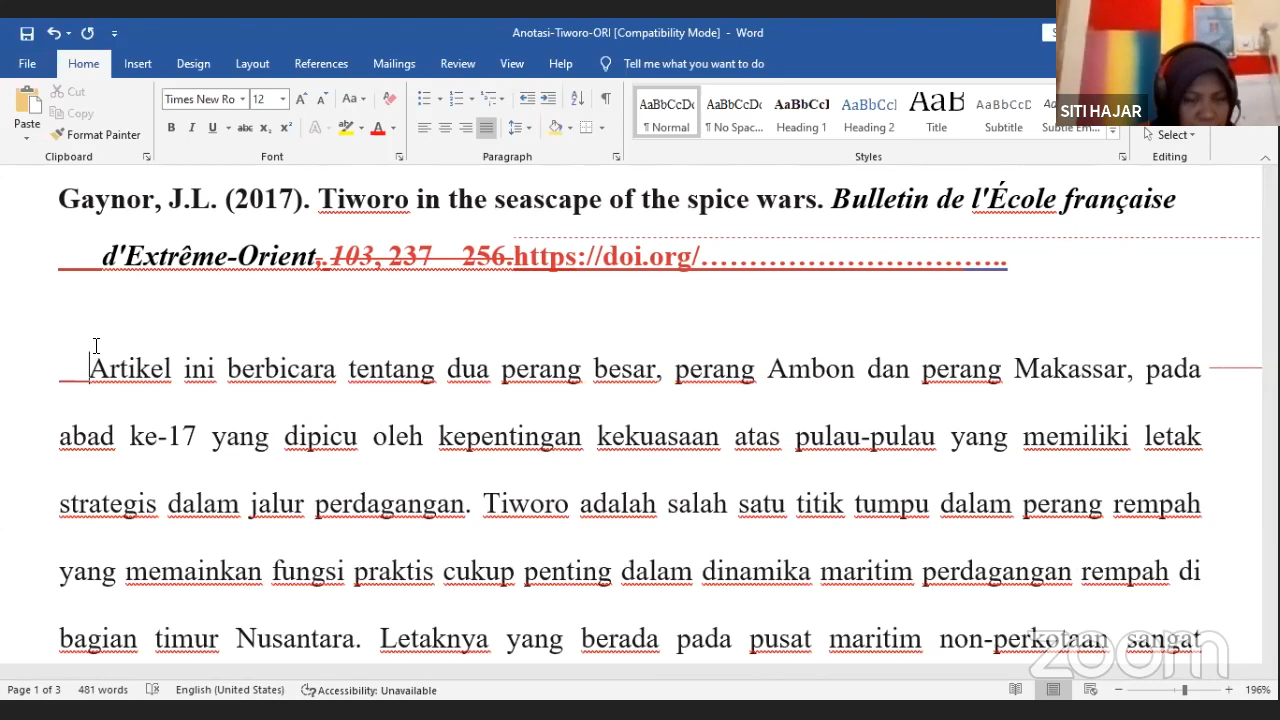 Anotasi-Tiworo-ORI [Compatibility Mode] - Word
File Home Insert Design Layout References Mailings Review View Help Tell me what you want to do
SITI HAJAR
Paste
Cut
Copy
Format Painter
Times New Ro 12 Aa
B I U abc X₂ X² A A
AaBbCcDc AaBbCcDc AaBbCcI AaBbCcD AaB AaBbCcD
¶ Normal ¶ No Spac... Heading 1 Heading 2 Title Subtitle Subtle Em...
Select
Clipboard Font Paragraph Styles Editing
Gaynor, J.L. (2017). Tiworo in the seascape of the spice wars. Bulletin de l'École française
d'Extrême-Orient,. 103, 237 256.https://doi.org/…………………………..
Artikel ini berbicara tentang dua perang besar, perang Ambon dan perang Makassar, pada
abad ke-17 yang dipicu oleh kepentingan kekuasaan atas pulau-pulau yang memiliki letak
strategis dalam jalur perdagangan. Tiworo adalah salah satu titik tumpu dalam perang rempah
yang memainkan fungsi praktis cukup penting dalam dinamika maritim perdagangan rempah di
bagian timur Nusantara. Letaknya yang berada pada pusat maritim non-perkotaan sangat
zoom
Page 1 of 3 481 words English (United States) Accessibility: Unavailable 196%